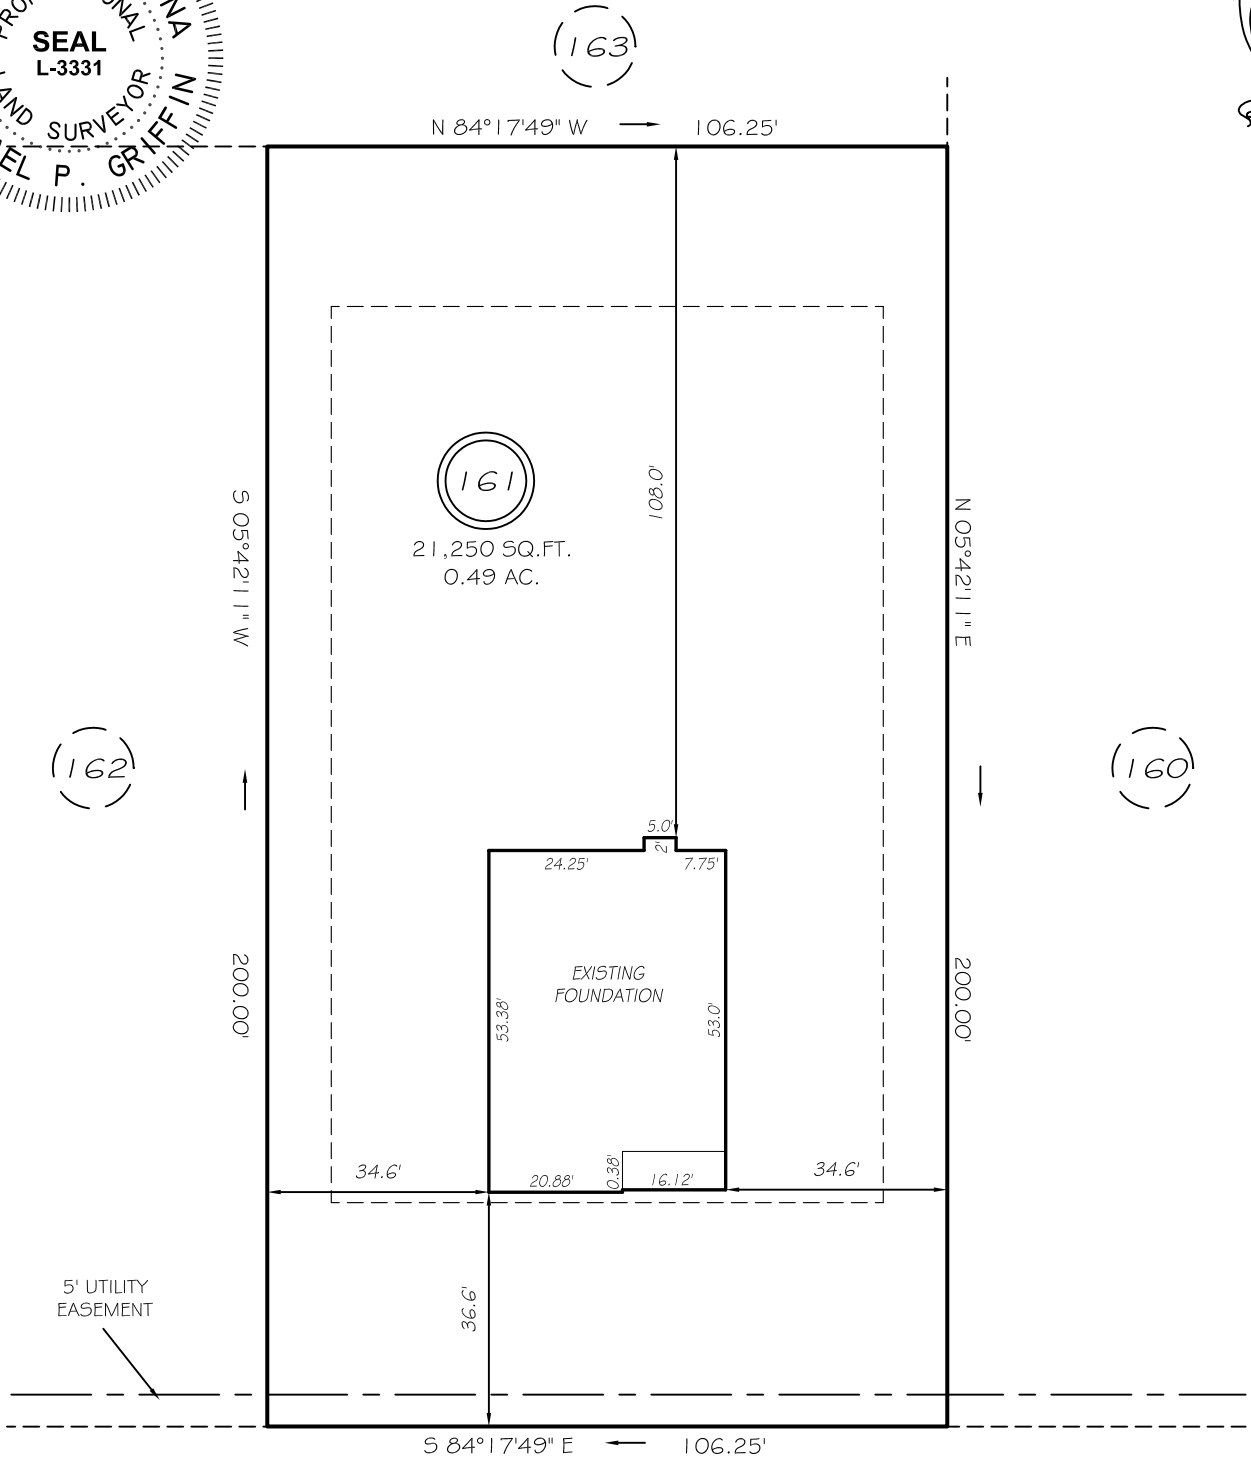 SEAL
L-3331
SURVEYOR
P. GRIFFIN
163
N 84°17'49" W 106.25'
161
21,250 SQ.FT.
0.49 AC.
108.0'
S 05°42'11" W
N 05°42'11" E
162
160
5.0'
2'
24.25'
7.75'
EXISTING
FOUNDATION
53.38'
53.0'
200.00'
200.00'
34.6'
34.6'
20.88'
0.38'
16.12'
36.6'
5' UTILITY
EASEMENT
S 84°17'49" E 106.25'